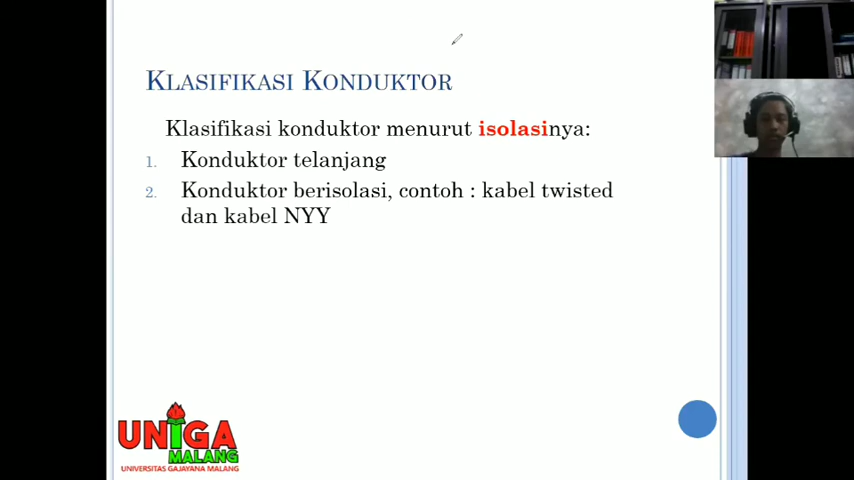 KLASIFIKASI KONDUKTOR
Klasifikasi konduktor menurut isolasinya:
1. Konduktor telanjang
2. Konduktor berisolasi, contoh : kabel twisted
dan kabel NYY
UNIGA
MALANG
UNIVERSITAS GAJAYANA MALANG